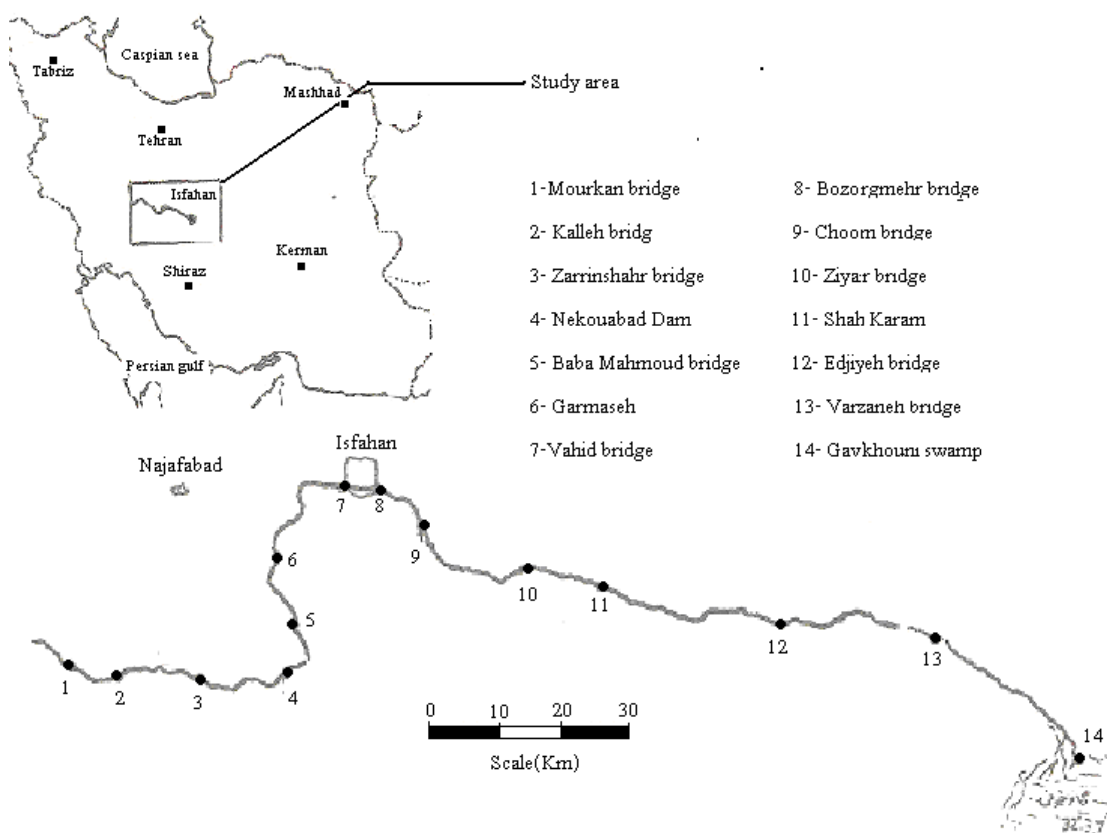 Caspian sea
Tabriz
Study area
Mashhad
Tehran
Isfahan
Kerman
Shiraz
Persian gulf
1-Mourkan bridge
2- Kalleh bridg
3- Zarrinshahr bridge
4- Nekouabad Dam
5- Baba Mahmoud bridge
6- Garmaseh
7-Vahid bridge
8- Bozorgmehr bridge
9- Choom bridge
10- Ziyar bridge
11- Shah Karam
12- Edjiyeh bridge
13- Varzaneh bridge
14- Gavkhouni swamp
Najafabad
Isfahan
7
8
9
6
10
11
5
12
13
1
2
3
4
14
0 10 20 30
Scale(Km)